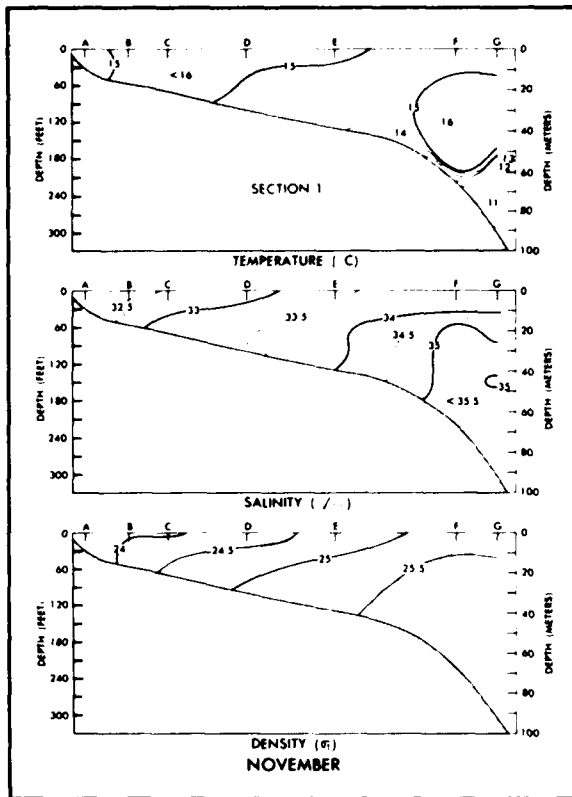 A B C D E F G
0 0
15 <16 15
60 20
15 16
120 14 40
180 60
12
SECTION 1 11
240 80
300
100
DEPTH (FEET)
DEPTH (METERS)
TEMPERATURE ( C)
A B C D E F G
0 0
32 5 33 33 5 34
60 34 5 20
35
120 40
35
180 <35 5 60
240 80
300
100
DEPTH (FEET)
DEPTH (METERS)
SALINITY ( /
A B C D E F G
0 0
24 24 5 25 25 5
60 20
120 40
180 60
240 80
300
100
DEPTH (FEET)
DEPTH (METERS)
DENSITY (σt)
NOVEMBER